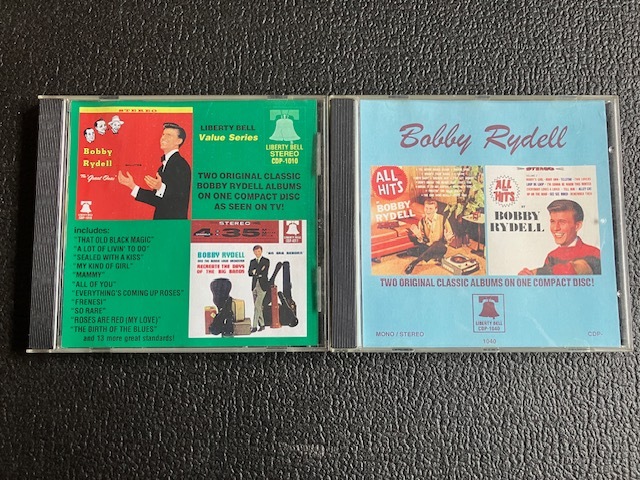 STEREO
Bobby
Rydell
SALUTES
"The Great Ones"
LIBERTY BELL
Value Series
LIBERTY BELL
STEREO
CDP-1010
TWO ORIGINAL CLASSIC
BOBBY RYDELL ALBUMS
ON ONE COMPACT DISC
AS SEEN ON TV!
includes:
"THAT OLD BLACK MAGIC"
"A LOT OF LIVIN' TO DO"
"SEALED WITH A KISS"
"MY KIND OF GIRL"
"MAMMY"
"ALL OF YOU"
"EVERYTHING'S COMING UP ROSES"
"FRENESI"
"SO RARE"
"ROSES ARE RED (MY LOVE)"
"THE BIRTH OF THE BLUES"
and 13 more great standards!
STEREO
35
BOBBY RYDELL
RECREATE THE DAYS
OF THE BIG BANDS
Bobby Rydell
ALL
HITS
BOBBY
RYDELL
STEREO
ALL
HITS
BY
BOBBY
RYDELL
TWO ORIGINAL CLASSIC ALBUMS ON ONE COMPACT DISC!
LIBERTY BELL
CDP-1040
MONO / STEREO
CDP-
1040